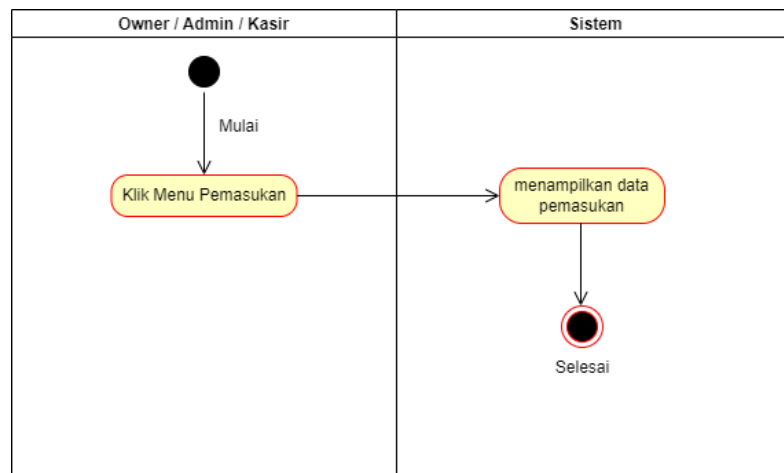 Owner / Admin / Kasir
Sistem
Mulai
Klik Menu Pemasukan
menampilkan data
pemasukan
Selesai